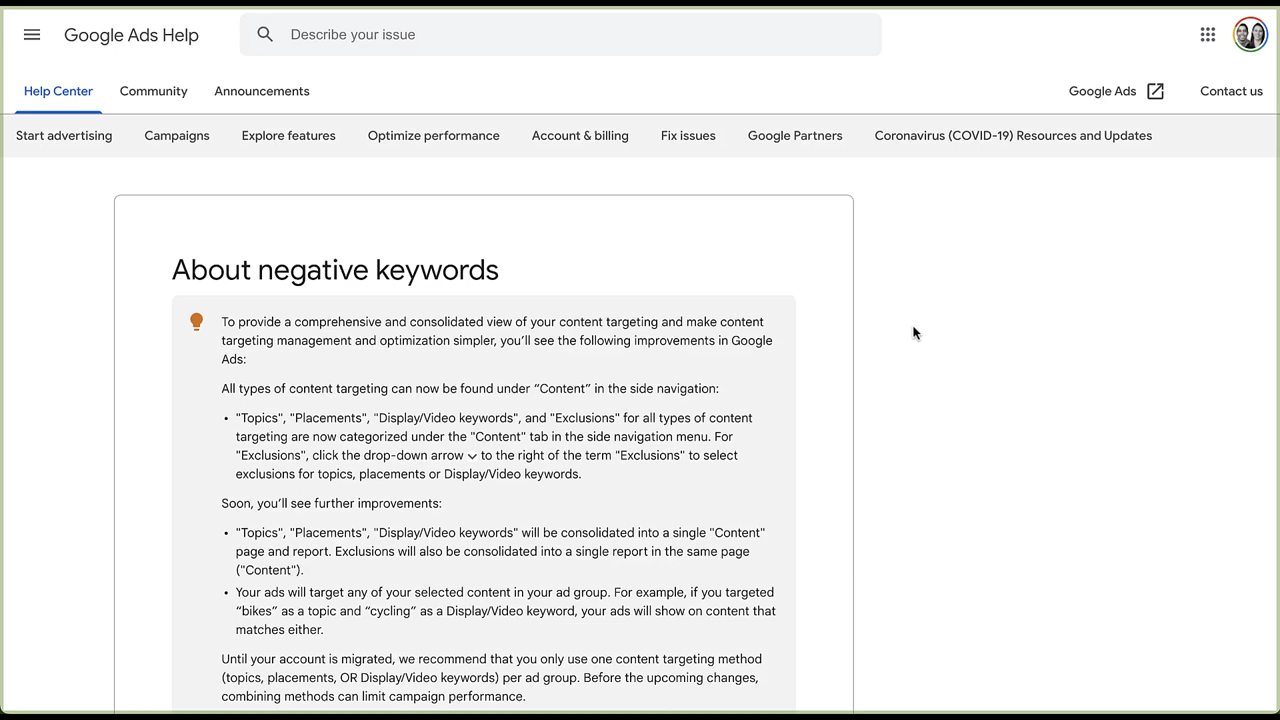 Google Ads Help
Describe your issue
Help Center
Community
Announcements
Google Ads
Contact us
Start advertising
Campaigns
Explore features
Optimize performance
Account & billing
Fix issues
Google Partners
Coronavirus (COVID-19) Resources and Updates
About negative keywords
To provide a comprehensive and consolidated view of your content targeting and make content
targeting management and optimization simpler, you’ll see the following improvements in Google
Ads:
All types of content targeting can now be found under “Content” in the side navigation:
• "Topics", "Placements", "Display/Video keywords", and "Exclusions" for all types of content
targeting are now categorized under the "Content" tab in the side navigation menu. For
"Exclusions", click the drop-down arrow to the right of the term "Exclusions" to select
exclusions for topics, placements or Display/Video keywords.
Soon, you’ll see further improvements:
• "Topics", "Placements", "Display/Video keywords" will be consolidated into a single "Content"
page and report. Exclusions will also be consolidated into a single report in the same page
("Content").
• Your ads will target any of your selected content in your ad group. For example, if you targeted
“bikes” as a topic and “cycling” as a Display/Video keyword, your ads will show on content that
matches either.
Until your account is migrated, we recommend that you only use one content targeting method
(topics, placements, OR Display/Video keywords) per ad group. Before the upcoming changes,
combining methods can limit campaign performance.